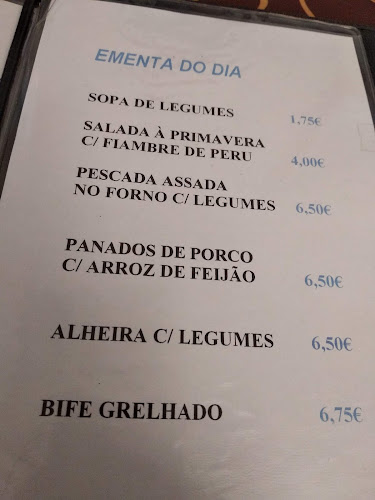 EMENTA DO DIA
SOPA DE LEGUMES 1,75€
SALADA À PRIMAVERA
C/ FIAMBRE DE PERU 4,00€
PESCADA ASSADA
NO FORNO C/ LEGUMES 6,50€
PANADOS DE PORCO
C/ ARROZ DE FEIJÃO 6,50€
ALHEIRA C/ LEGUMES 6,50€
BIFE GRELHADO 6,75€